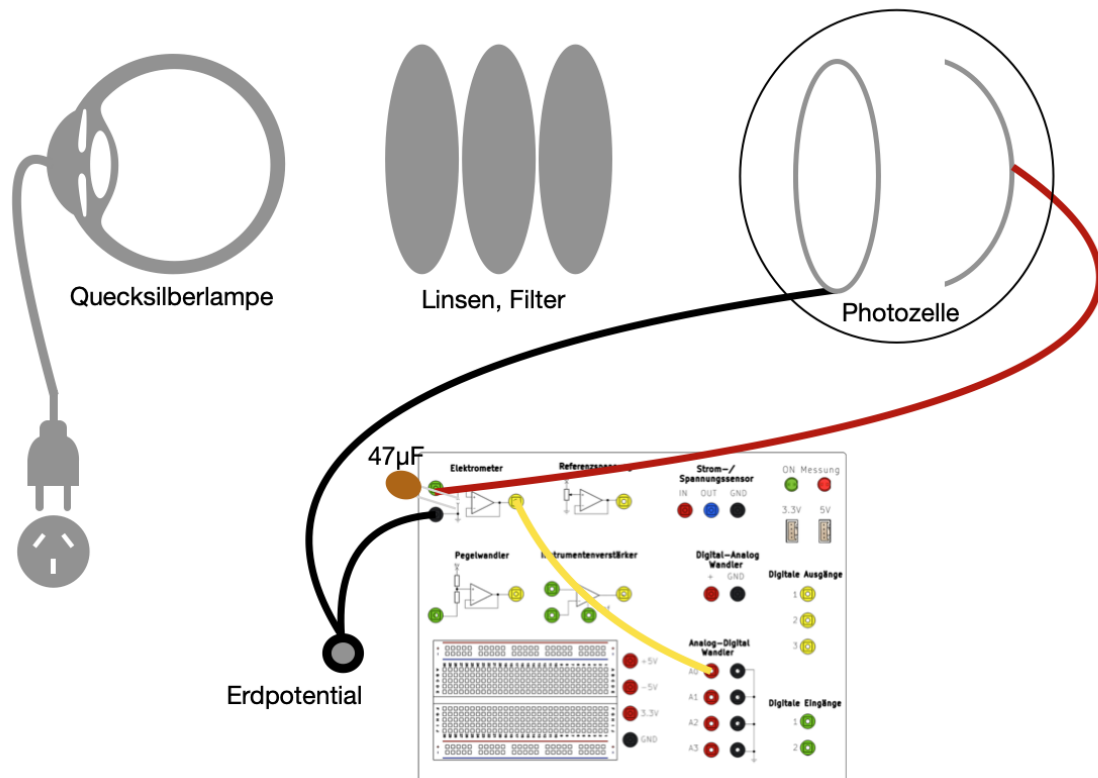 Quecksilberlampe
Linsen, Filter
Photozelle
47µF
Elektrometer
Strom-/
Spannungssensor
IN OUT GND
ON Messung
3.3V 5V
Pegelwandler
Digital-Analog
Wandler
+ GND
Digitale Ausgänge
1
2
3
Erdpotential
+5V
-5V
3.3V
GND
Analog-Digital
Wandler
A0
A1
A2
A3
Digitale Eingänge
1
2